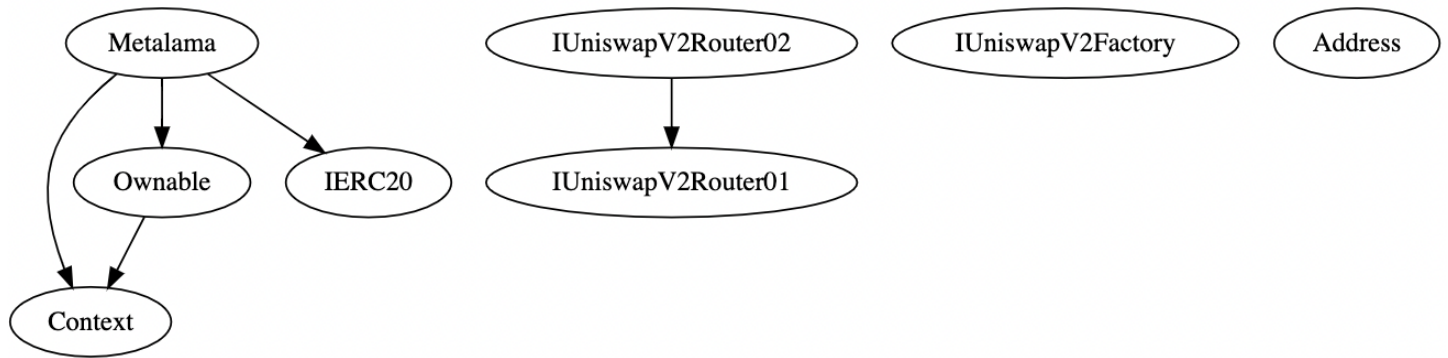 Metalama
IUniswapV2Router02
IUniswapV2Factory
Address
Ownable
IERC20
IUniswapV2Router01
Context